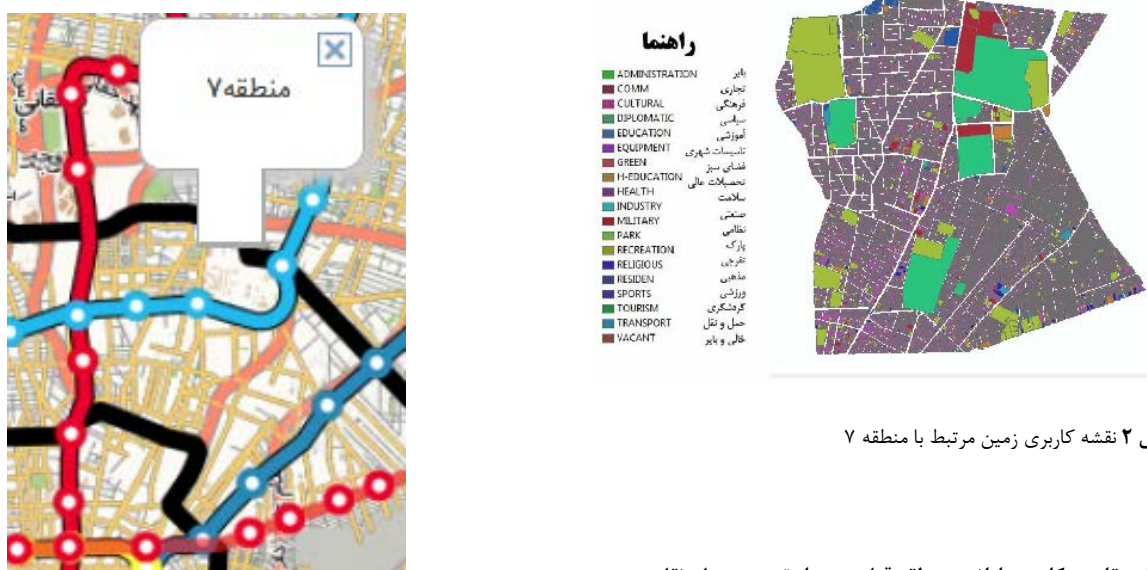 منطقه۷
راهنما
ADMINISTRATION بایر
COMM تجاری
CULTURAL فرهنگی
DIPLOMATIC سیاسی
EDUCATION آموزشی
EQUIPMENT تاسیسات شهری
GREEN فضای سبز
H-EDUCATION تحصیلات عالی
HEALTH سلامت
INDUSTRY صنعتی
MILITARY نظامی
PARK پارک
RECREATION تفرجی
RELIGIOUS مذهبی
RESIDEN ورزشی
SPORTS گردشگری
TOURISM حمل و نقل
TRANSPORT خالی و بایر
VACANT
۲ نقشه کاربری زمین مرتبط با منطقه ۷